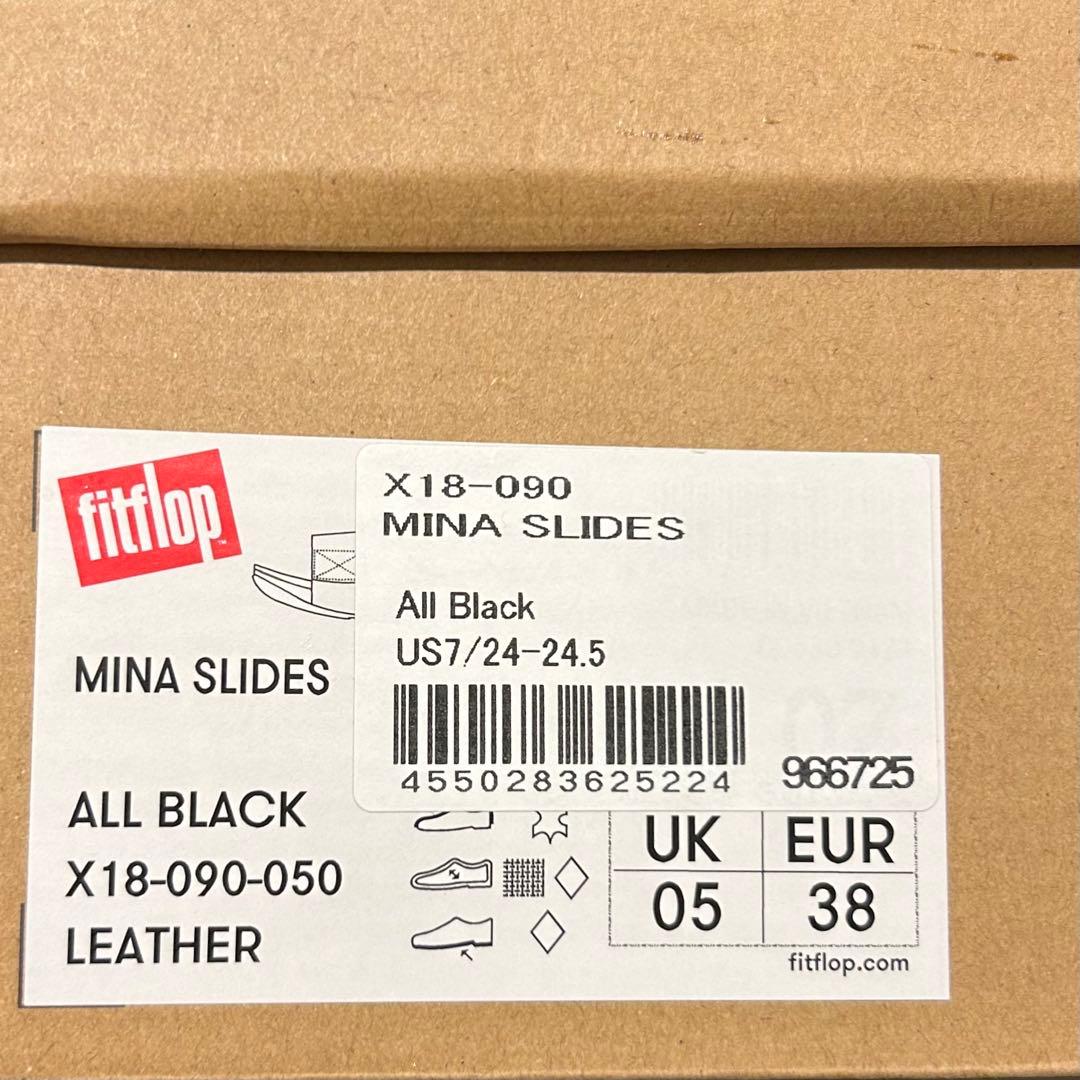 fitflop™
X18-090
MINA SLIDES
All Black
US7/24-24.5
4550283625224
966725
MINA SLIDES
ALL BLACK
X18-090-050
LEATHER
UK EUR
05 38
fitflop.com